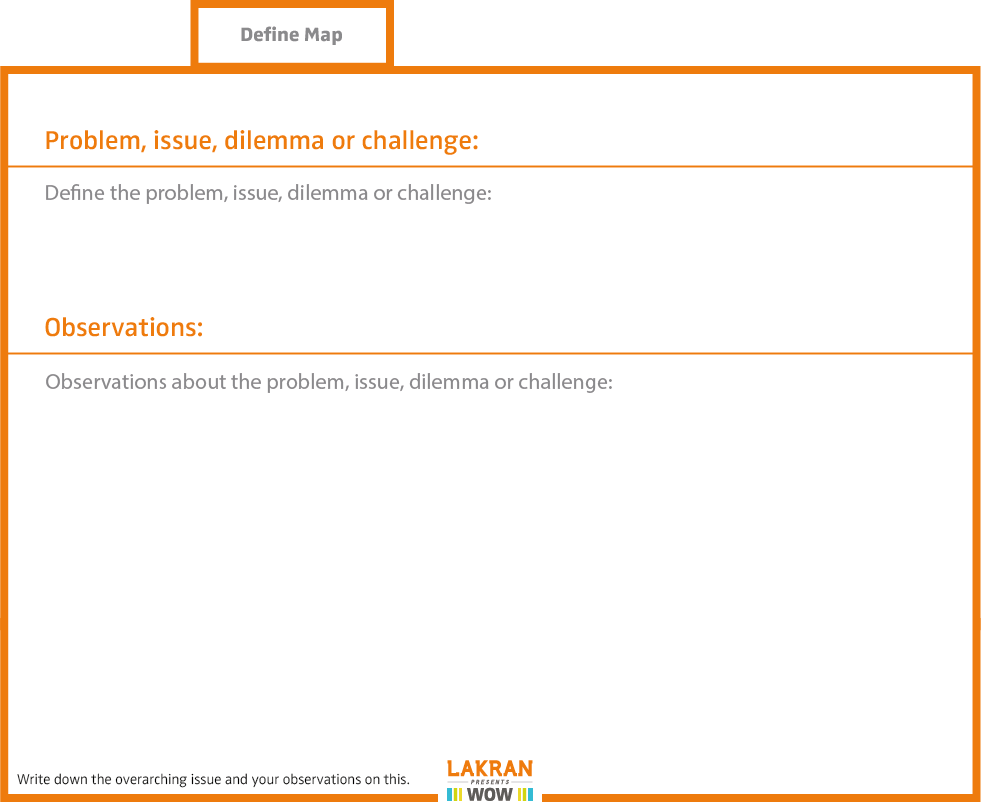 Define Map
Problem, issue, dilemma or challenge:
Define the problem, issue, dilemma or challenge:
Observations:
Observations about the problem, issue, dilemma or challenge:
Write down the overarching issue and your observations on this.
LAKRAN
PRESENTS
WOW